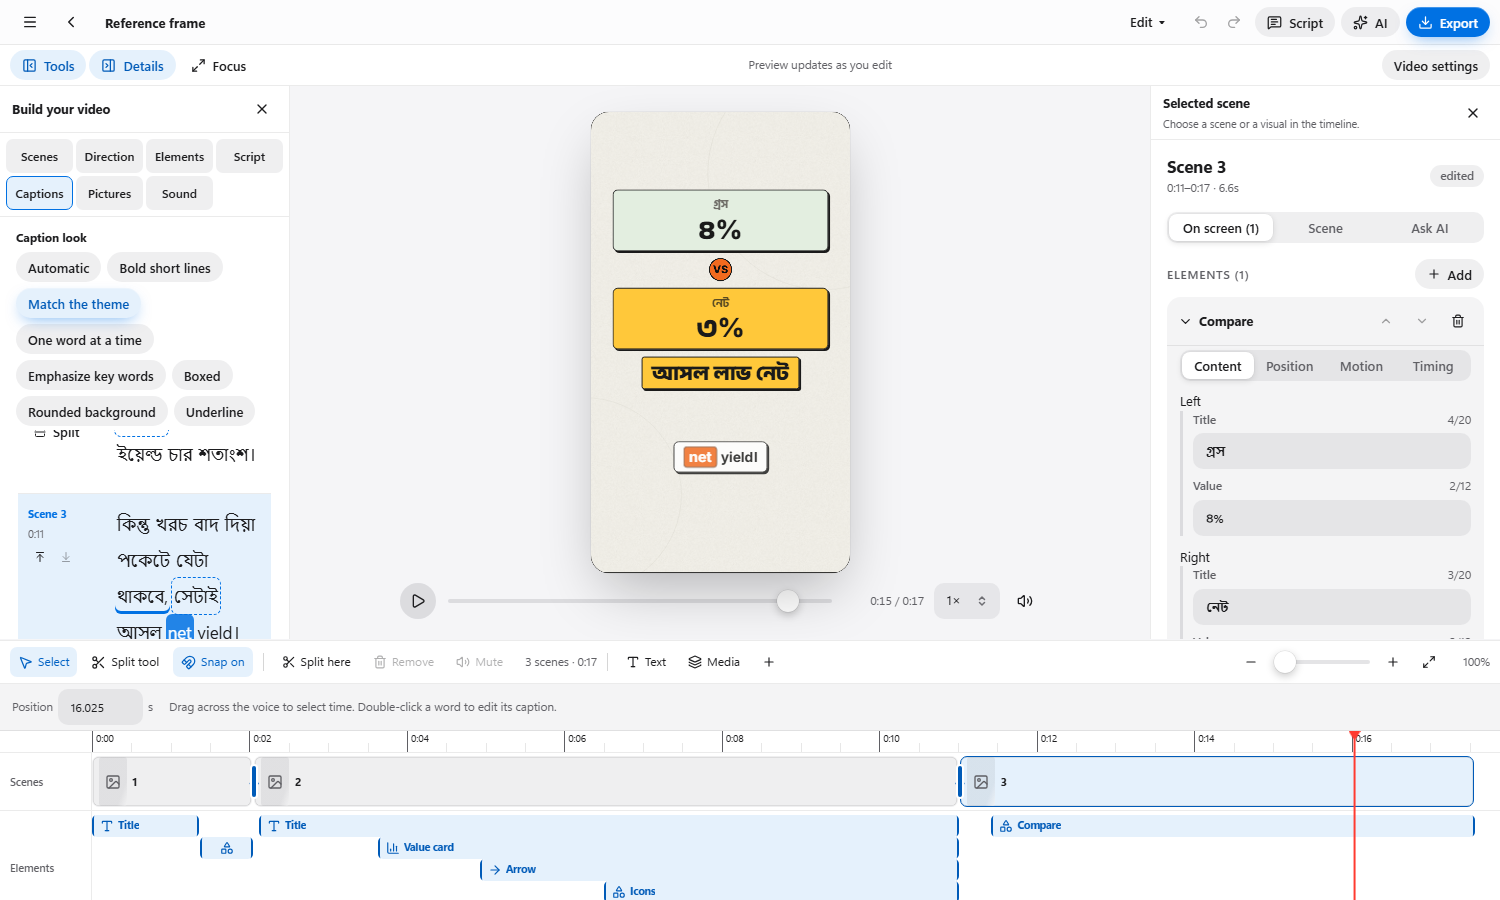 Reference frame
Edit
Script
AI
Export
Tools
Details
Focus
Preview updates as you edit
Video settings
Build your video
Scenes
Direction
Elements
Script
Captions
Pictures
Sound
Caption look
Automatic
Bold short lines
Match the theme
One word at a time
Emphasize key words
Boxed
Rounded background
Underline
Split
ইয়েল্ড চার শতাংশ।
Scene 3
0:11
কিন্তু খরচ বাদ দিয়া
পকেটে যেটা
থাকবে, সেটাই
আসল net yield।
গ্রস
৪%
VS
নেট
৩%
আসল লাভ নেট
net yield।
0:15 / 0:17
1×
Selected scene
Choose a scene or a visual in the timeline.
Scene 3
edited
0:11–0:17 · 6.6s
On screen (1)
Scene
Ask AI
ELEMENTS (1)
Add
Compare
Content
Position
Motion
Timing
Left
Title
4/20
গ্রস
Value
2/12
৪%
Right
Title
3/20
নেট
Select
Split tool
Snap on
Split here
Remove
Mute
3 scenes · 0:17
Text
Media
100%
Position
16.025
s
Drag across the voice to select time. Double-click a word to edit its caption.
0:00
0:02
0:04
0:06
0:08
0:10
0:12
0:14
0:16
Scenes
1
2
3
Elements
Title
Title
Compare
Value card
Arrow
Icons